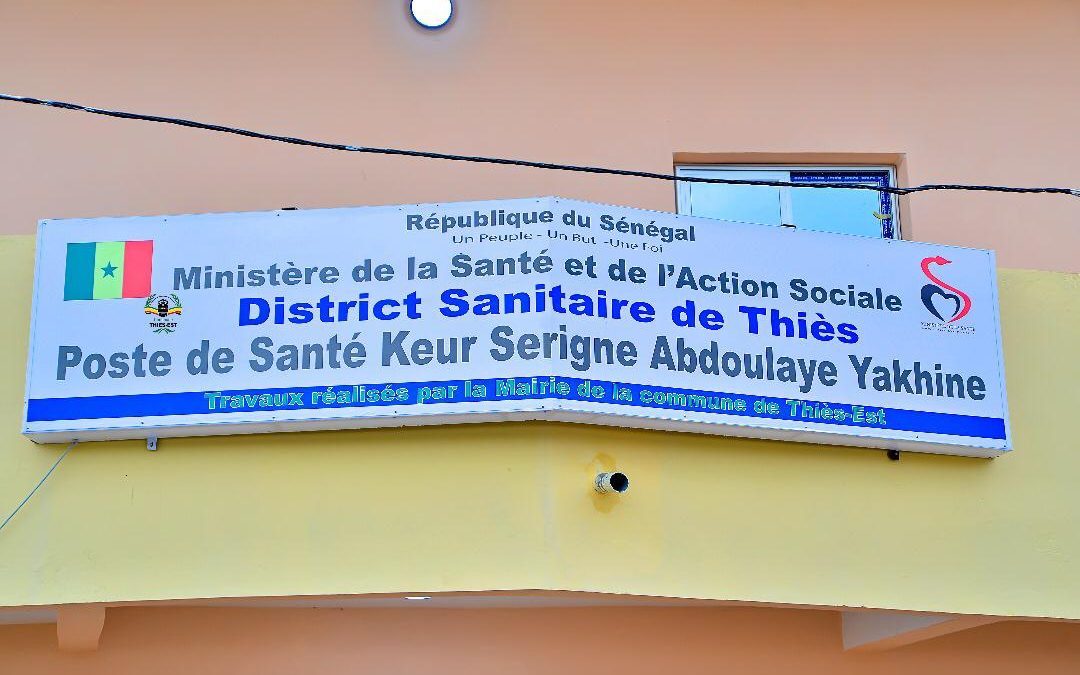 République du Sénégal
Un Peuple - Un But - Une Foi
Ministère de la Santé et de l'Action Sociale
District Sanitaire de Thiès
THIES-EST
Poste de Santé Keur Serigne Abdoulaye Yakhine
Travaux réalisés par la Mairie de la commune de Thiès-Est